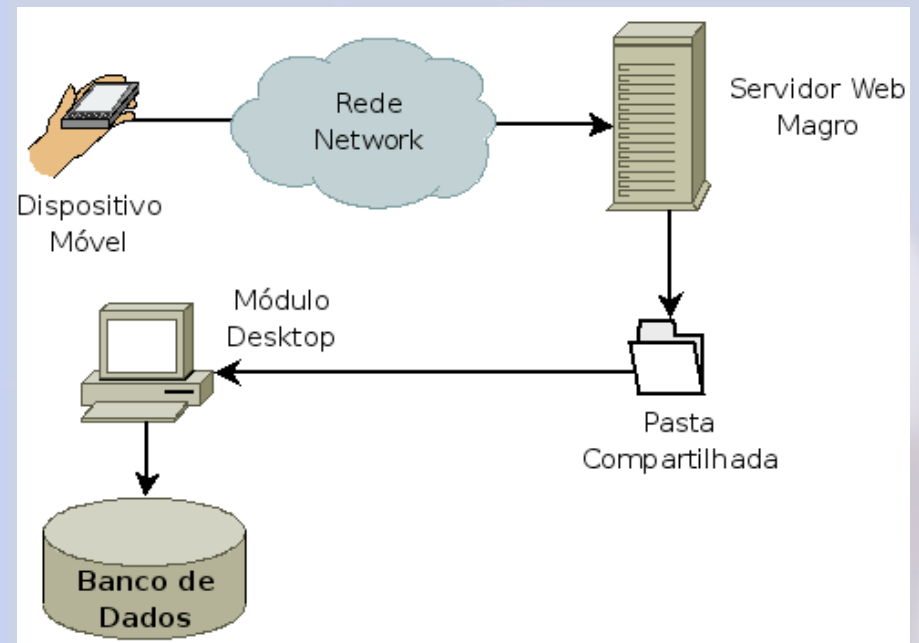 Rede
Network
Servidor Web
Magro
Dispositivo
Móvel
Módulo
Desktop
Pasta
Compartilhada
Banco de
Dados